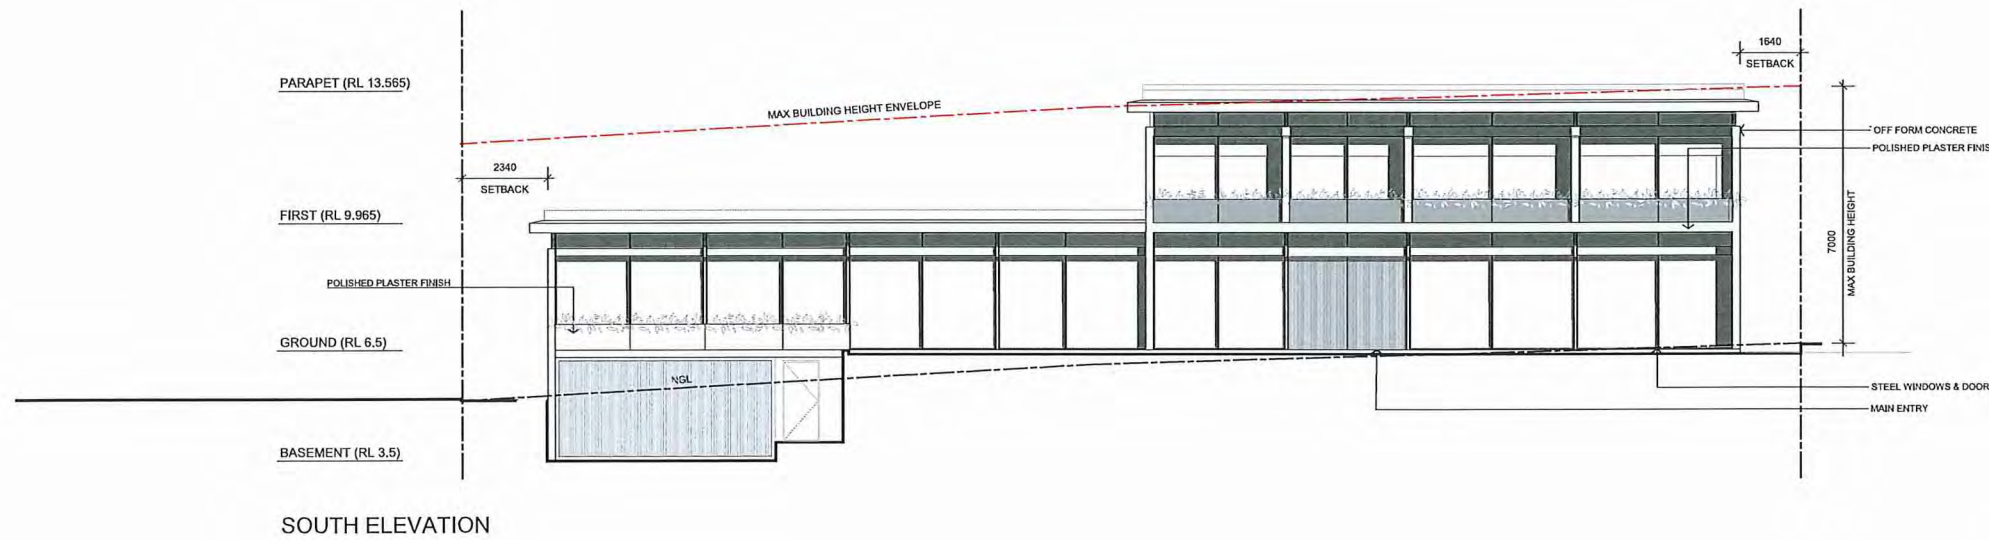 1640
SETBACK
PARAPET (RL 13.565)
MAX BUILDING HEIGHT ENVELOPE
OFF FORM CONCRETE
POLISHED PLASTER FINIS
2340
SETBACK
FIRST (RL 9.965)
7000
MAX BUILDING HEIGHT
POLISHED PLASTER FINISH
GROUND (RL 6.5)
NGL
STEEL WINDOWS & DOOR
MAIN ENTRY
BASEMENT (RL 3.5)
SOUTH ELEVATION